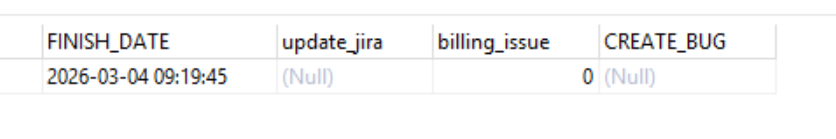 FINISH_DATE update_jira billing_issue CREATE_BUG
2026-03-04 09:19:45 (Null) 0 (Null)